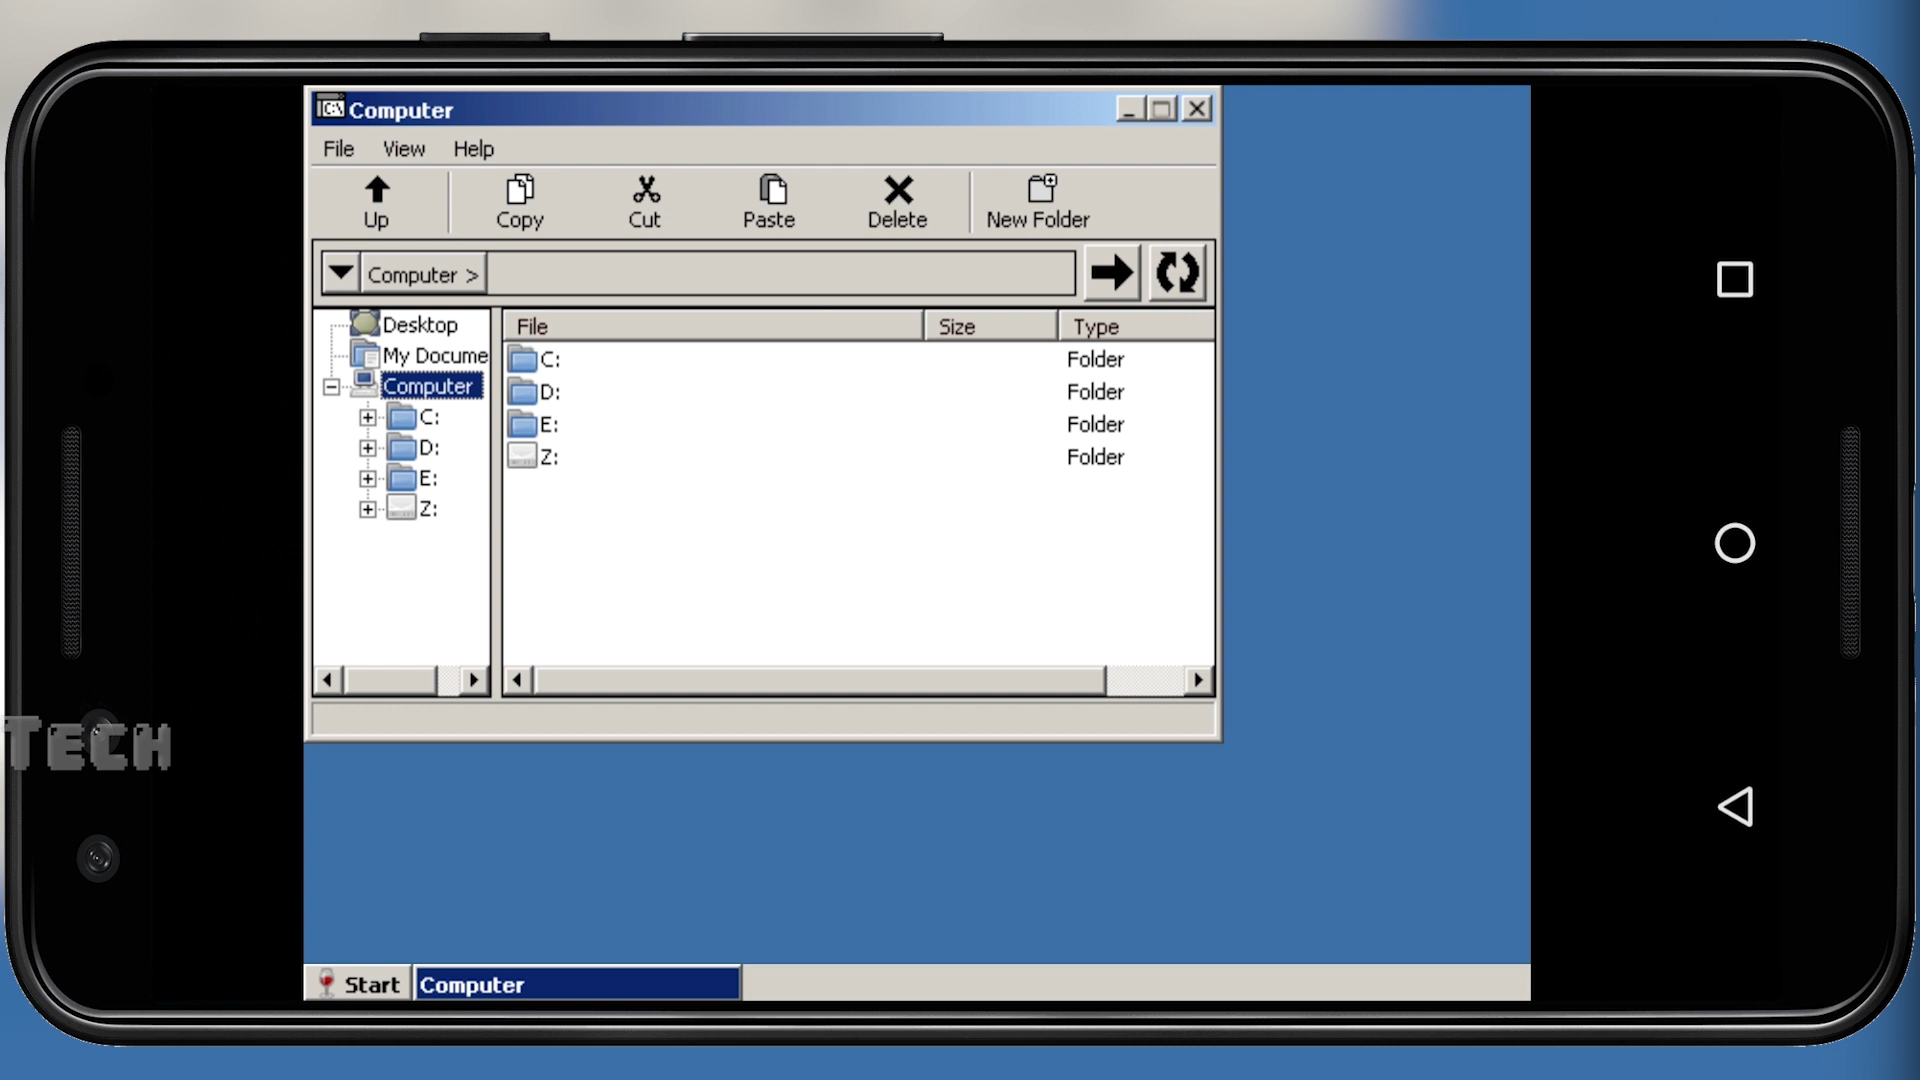 Computer
File View Help
Up Copy Cut Paste Delete New Folder
Computer >
Desktop
My Docume
Computer
C:
D:
E:
Z:
File Size Type
C: Folder
D: Folder
E: Folder
Z: Folder
TECH
Start Computer